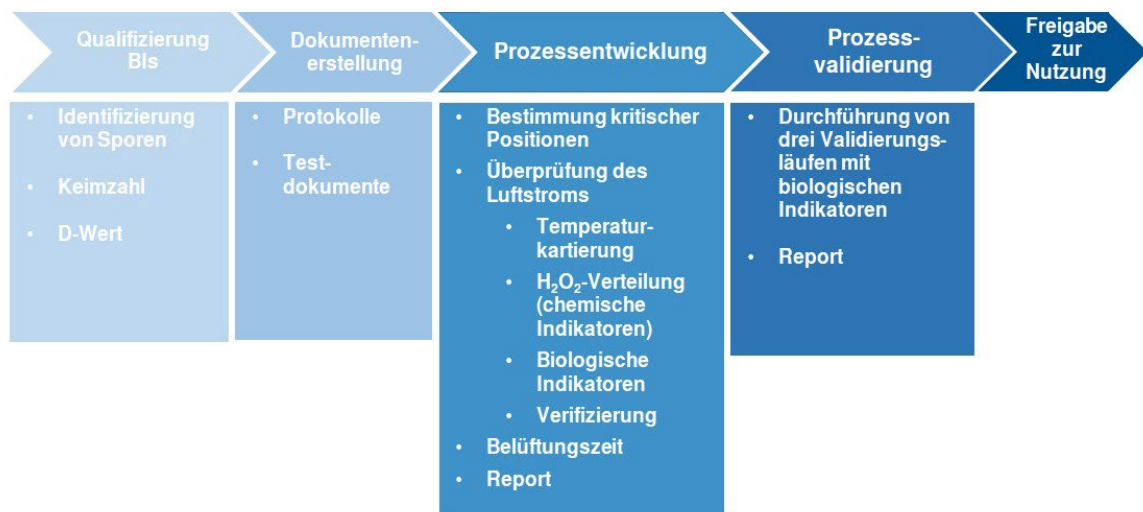 Qualifizierung
BIs
Dokumenten-
erstellung
Prozessentwicklung
Prozess-
validierung
Freigabe
zur
Nutzung
• Identifizierung
von Sporen
• Keimzahl
• D-Wert
• Protokolle
• Test-
dokumente
• Bestimmung kritischer
Positionen
• Überprüfung des
Luftstroms
• Temperatur-
kartierung
• H₂O₂-Verteilung
(chemische
Indikatoren)
• Biologische
Indikatoren
• Verifizierung
• Belüftungszeit
• Report
• Durchführung von
drei Validierungs-
läufen mit
biologischen
Indikatoren
• Report